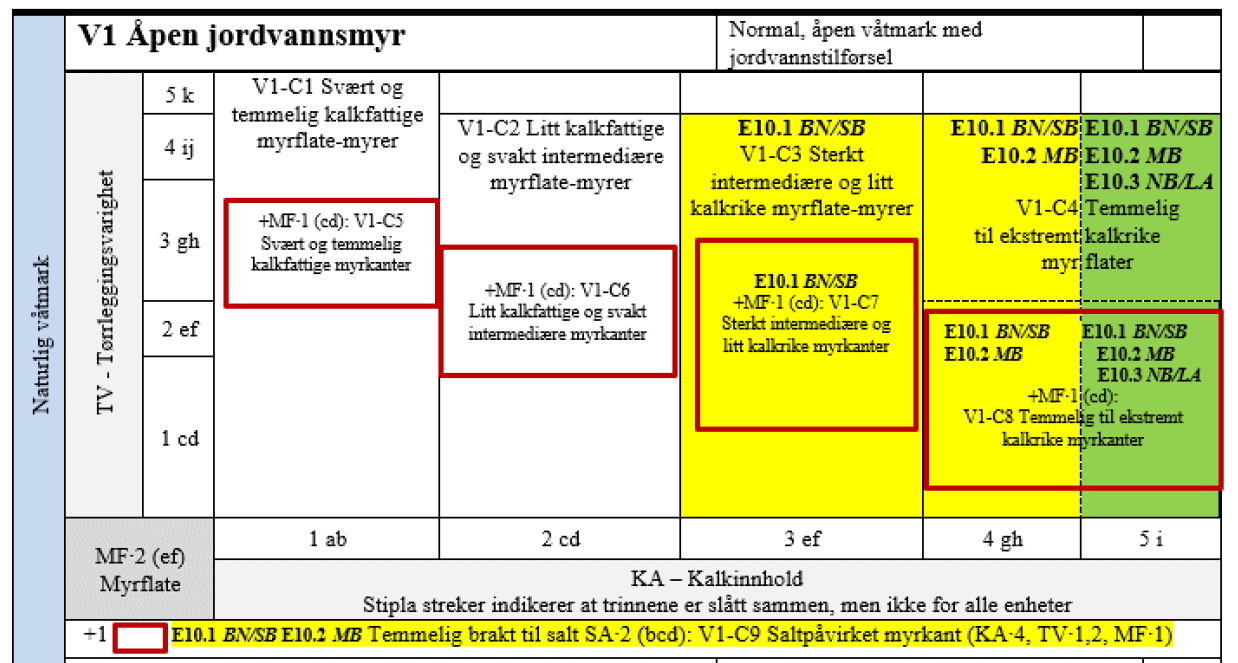 V1 Åpen jordvannsmyr
Normal, åpen våtmark med
jordvannstilførsel
Naturlig våtmark
TV - Tørrleggingsvarighet
5 k
4 ij
3 gh
2 ef
1 cd
V1-C1 Svært og
temmelig kalkfattige
myrflate-myrer
+MF-1 (cd): V1-C5
Svært og temmelig
kalkfattige myrkanter
V1-C2 Litt kalkfattige
og svakt intermediære
myrflate-myrer
+MF-1 (cd): V1-C6
Litt kalkfattige og svakt
intermediære myrkanter
E10.1 BN/SB
V1-C3 Sterkt
intermediære og litt
kalkrike myrflate-myrer
E10.1 BN/SB
+MF-1 (cd): V1-C7
Sterkt intermediære og
litt kalkrike myrkanter
E10.1 BN/SB E10.1 BN/SB
E10.2 MB E10.2 MB
E10.3 NB/LA
V1-C4 Temmelig
til ekstremt kalkrike
myr flater
E10.1 BN/SB E10.1 BN/SB
E10.2 MB E10.2 MB
E10.3 NB/LA
+MF-1 (cd):
V1-C8 Temmelig til ekstremt
kalkrike myrkanter
MF-2 (ef)
Myrflate
1 ab 2 cd 3 ef 4 gh 5 i
KA – Kalkinnhold
Stipla streker indikerer at trinnene er slått sammen, men ikke for alle enheter
+1 E10.1 BN/SB E10.2 MB Temmelig brakt til salt SA-2 (bcd): V1-C9 Saltpåvirket myrkant (KA-4, TV-1,2, MF-1)